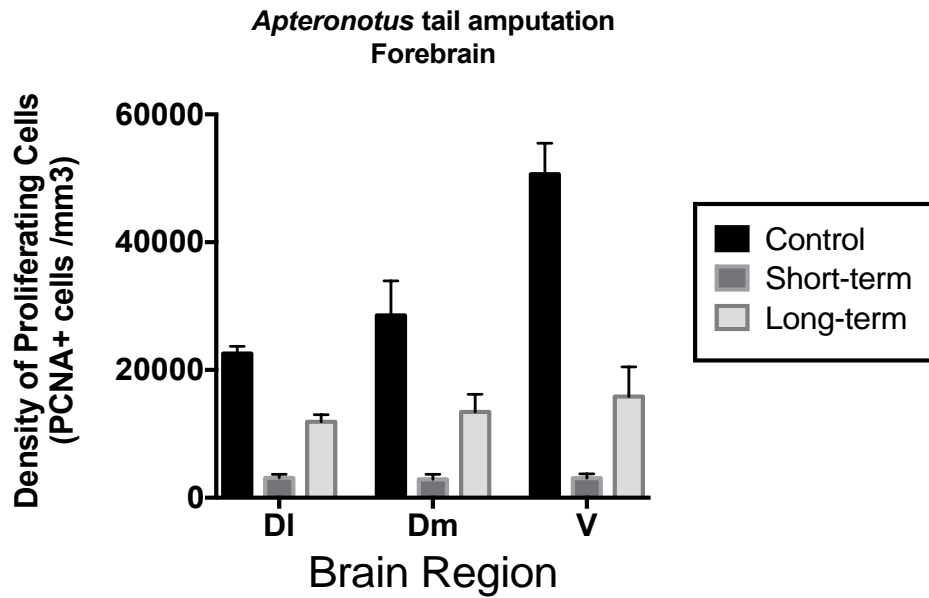 Apteronotus tail amputation
Forebrain
Density of Proliferating Cells
(PCNA+ cells /mm3)
60000
40000
20000
0
Dl
Dm
V
Brain Region
Control
Short-term
Long-term